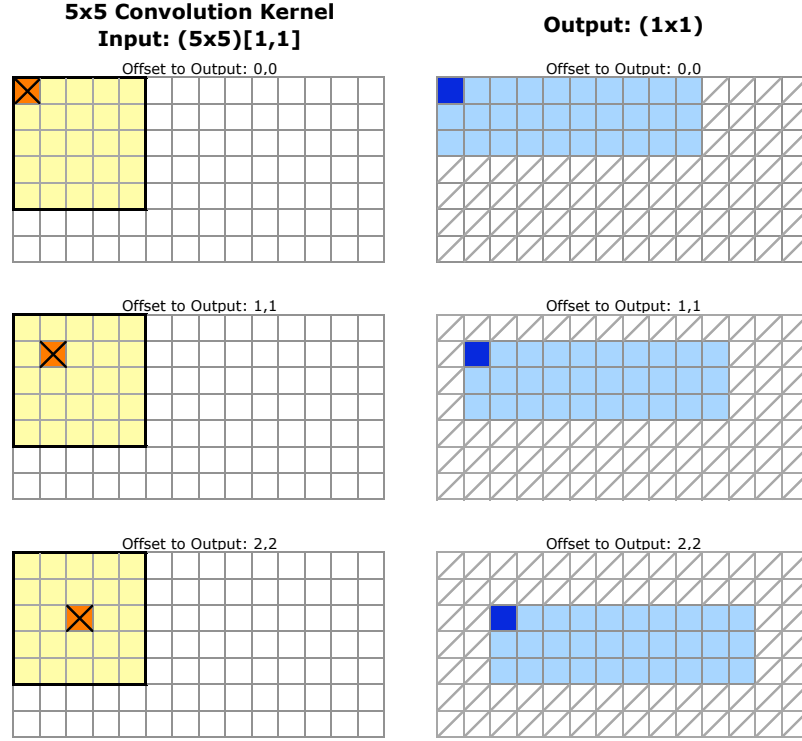 5x5 Convolution Kernel
Input: (5x5)[1,1]
Output: (1x1)
Offset to Output: 0,0
Offset to Output: 0,0
Offset to Output: 1,1
Offset to Output: 1,1
Offset to Output: 2,2
Offset to Output: 2,2